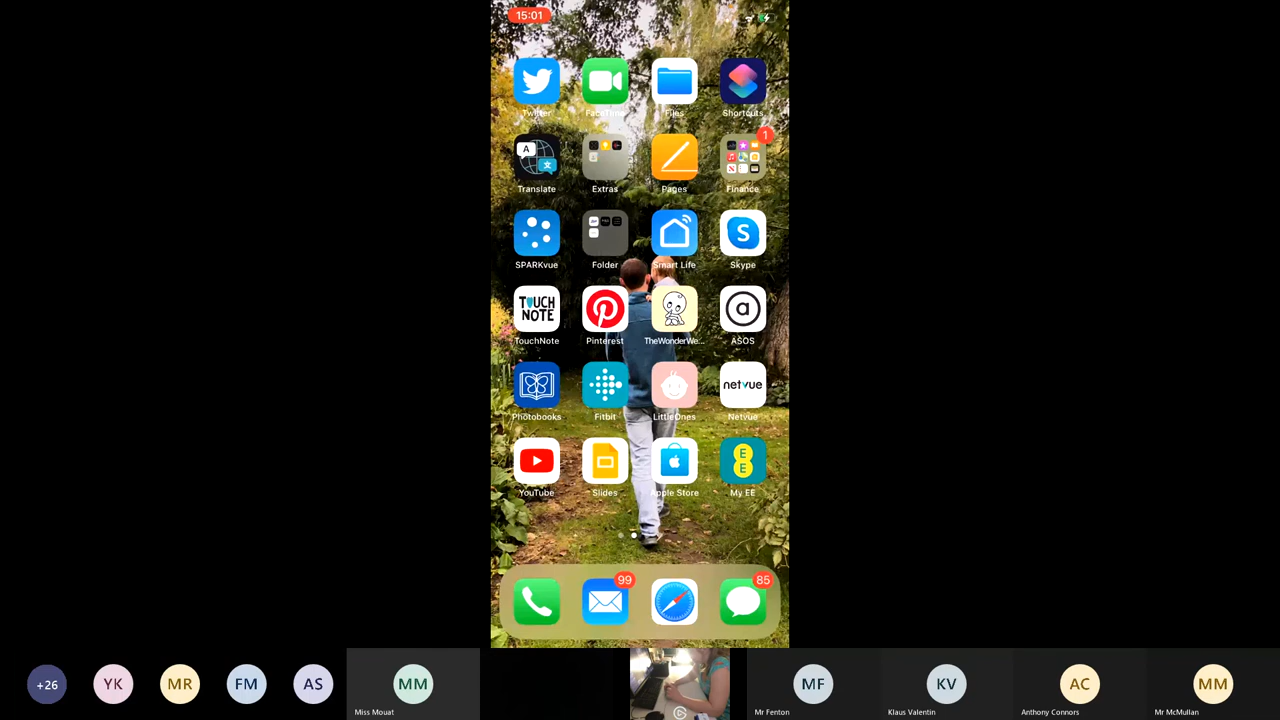 15:01
Twitter
FaceTime
Files
Shortcuts
A
文
1
Translate
Extras
Pages
Finance
S
SPARKvue
Folder
Smart Life
Skype
TOUCH
NOTE
a
TouchNote
Pinterest
TheWonderWe...
ASOS
netvue
Photobooks
Fitbit
LittleOnes
Netvue
E
E
YouTube
Slides
Apple Store
My EE
99
85
+26
YK
MR
FM
AS
MM
MF
KV
AC
MM
Miss Mouat
Mr Fenton
Klaus Valentin
Anthony Connors
Mr McMullan